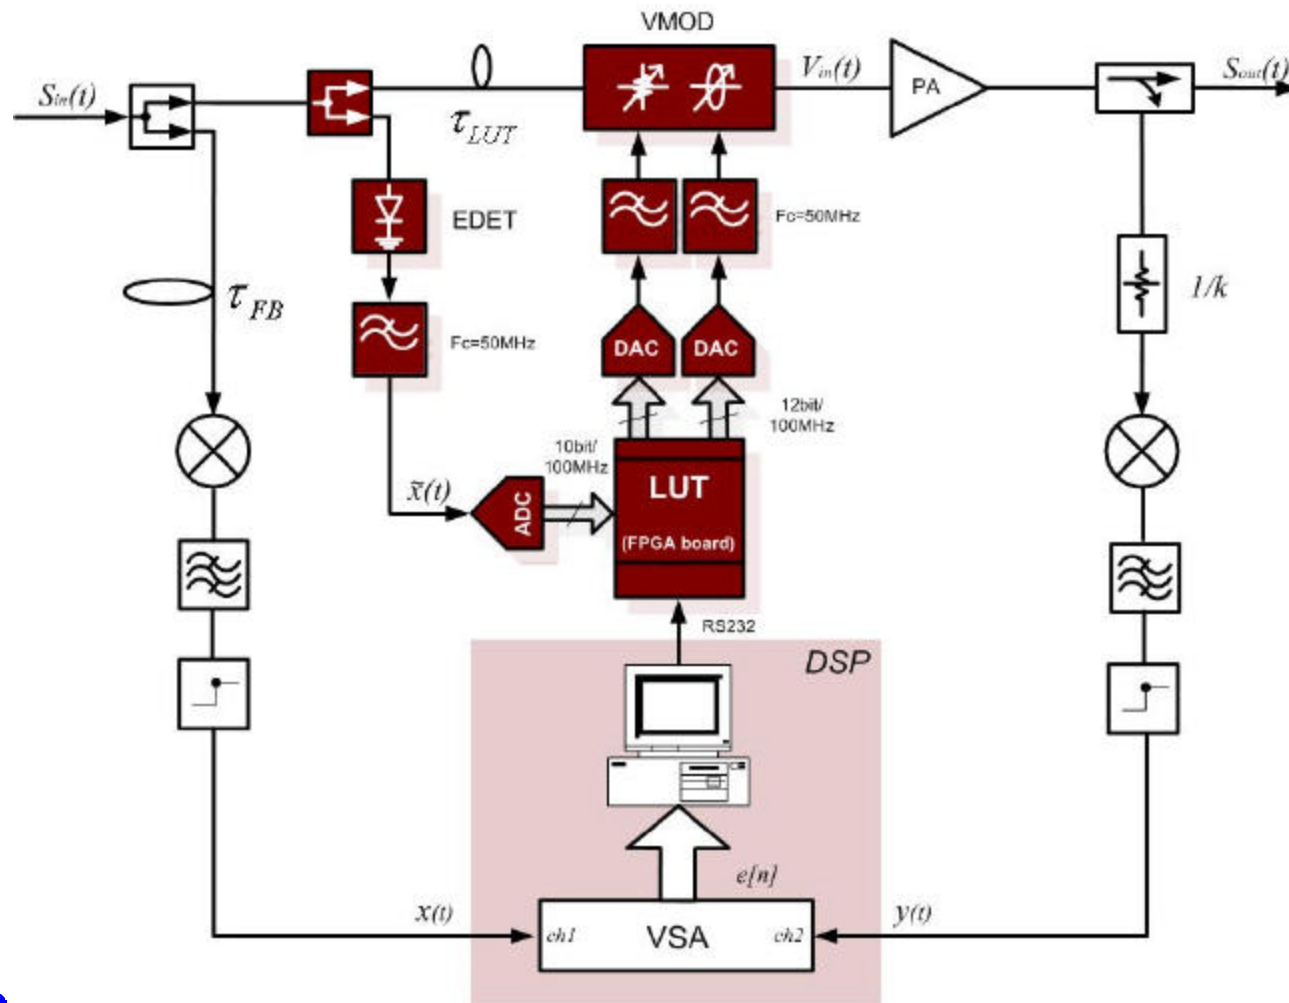 VMOD
Sin(t)
τLUT
Vin(t)
PA
Sout(t)
EDET
Fc=50MHz
τFB
1/k
Fc=50MHz
DAC
DAC
12bit/
100MHz
10bit/
100MHz
x̃(t)
ADC
LUT
(FPGA board)
RS232
DSP
e[n]
x(t)
ch1
VSA
ch2
y(t)